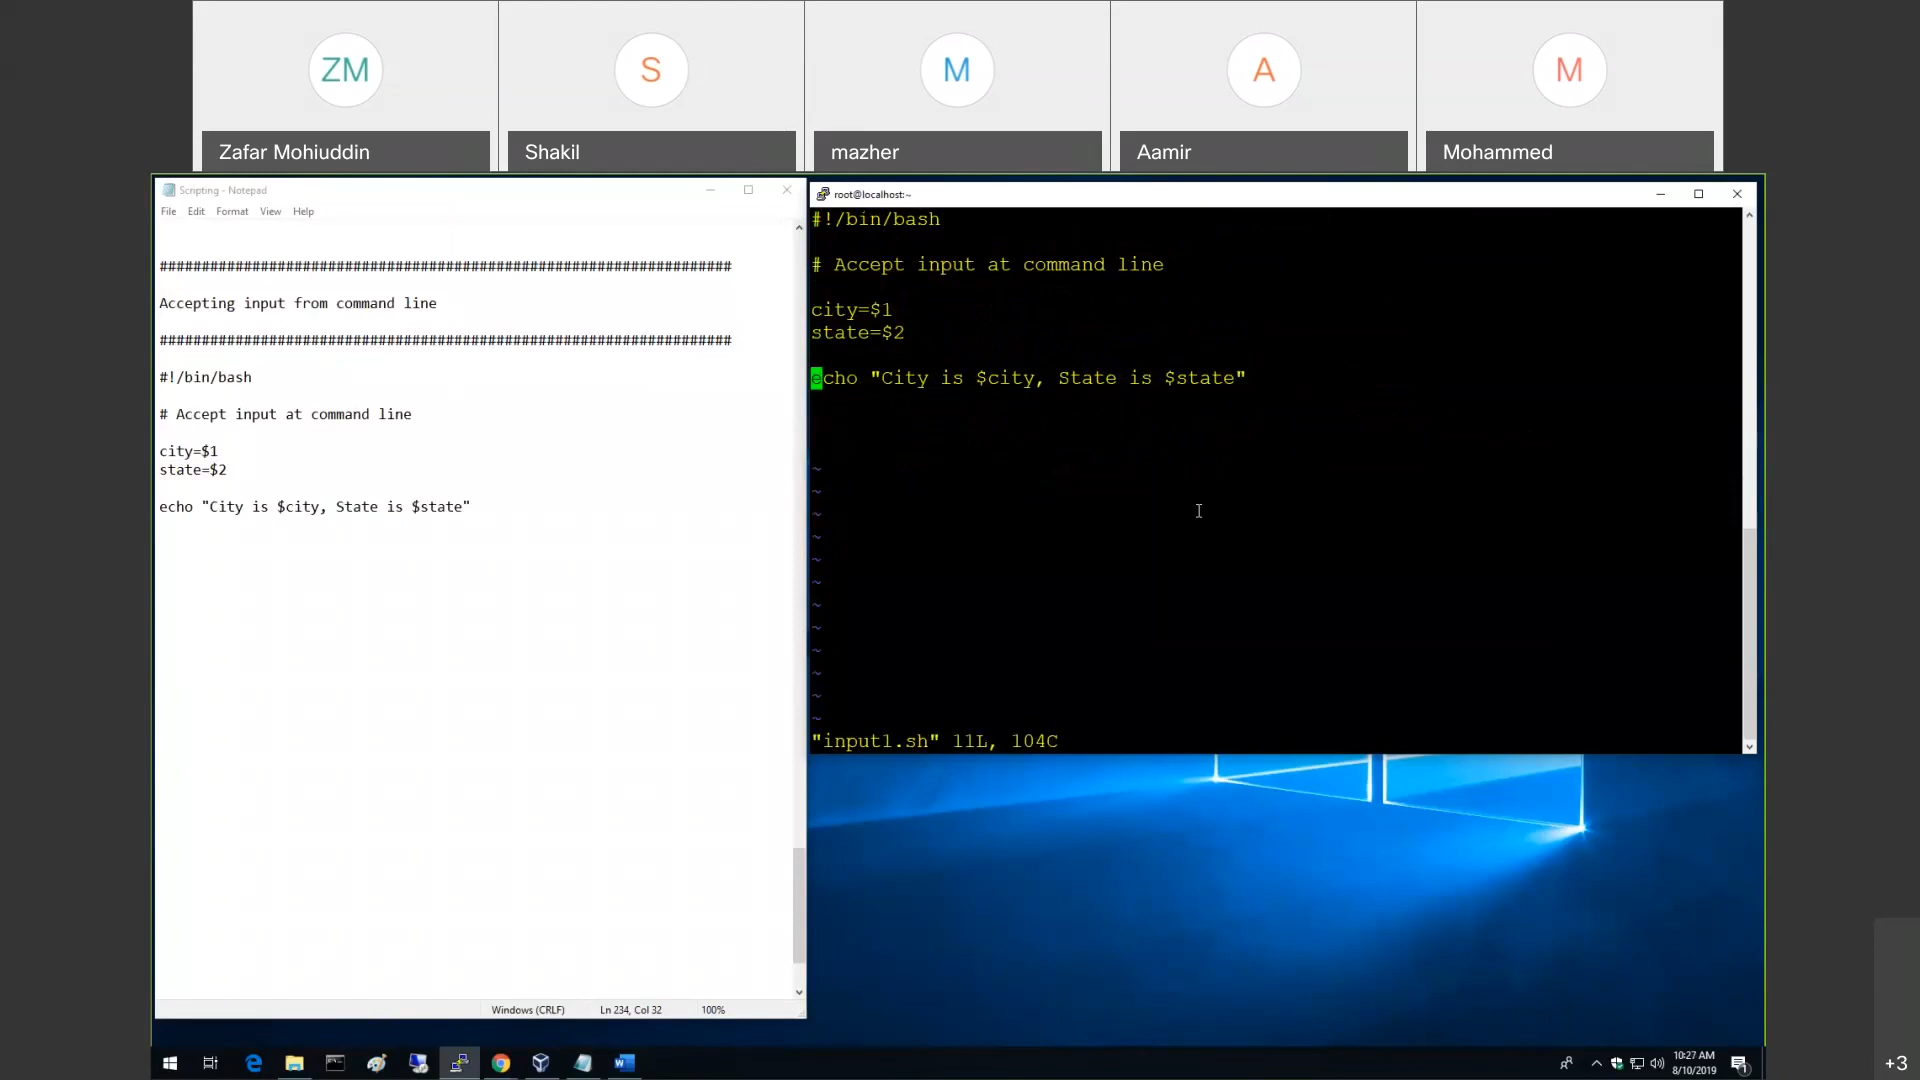 ZM
S
M
A
M
Zafar Mohiuddin
Shakil
mazher
Aamir
Mohammed
Scripting - Notepad
File Edit Format View Help
####################################################################
Accepting input from command line
####################################################################
#!/bin/bash
# Accept input at command line
city=$1
state=$2
echo "City is $city, State is $state"
Windows (CRLF) Ln 234, Col 32 100%
root@localhost:~
#!/bin/bash
# Accept input at command line
city=$1
state=$2
echo "City is $city, State is $state"
~
~
~
~
~
~
~
~
~
~
~
~
"input1.sh" 11L, 104C
10:27 AM
8/10/2019
1
+3